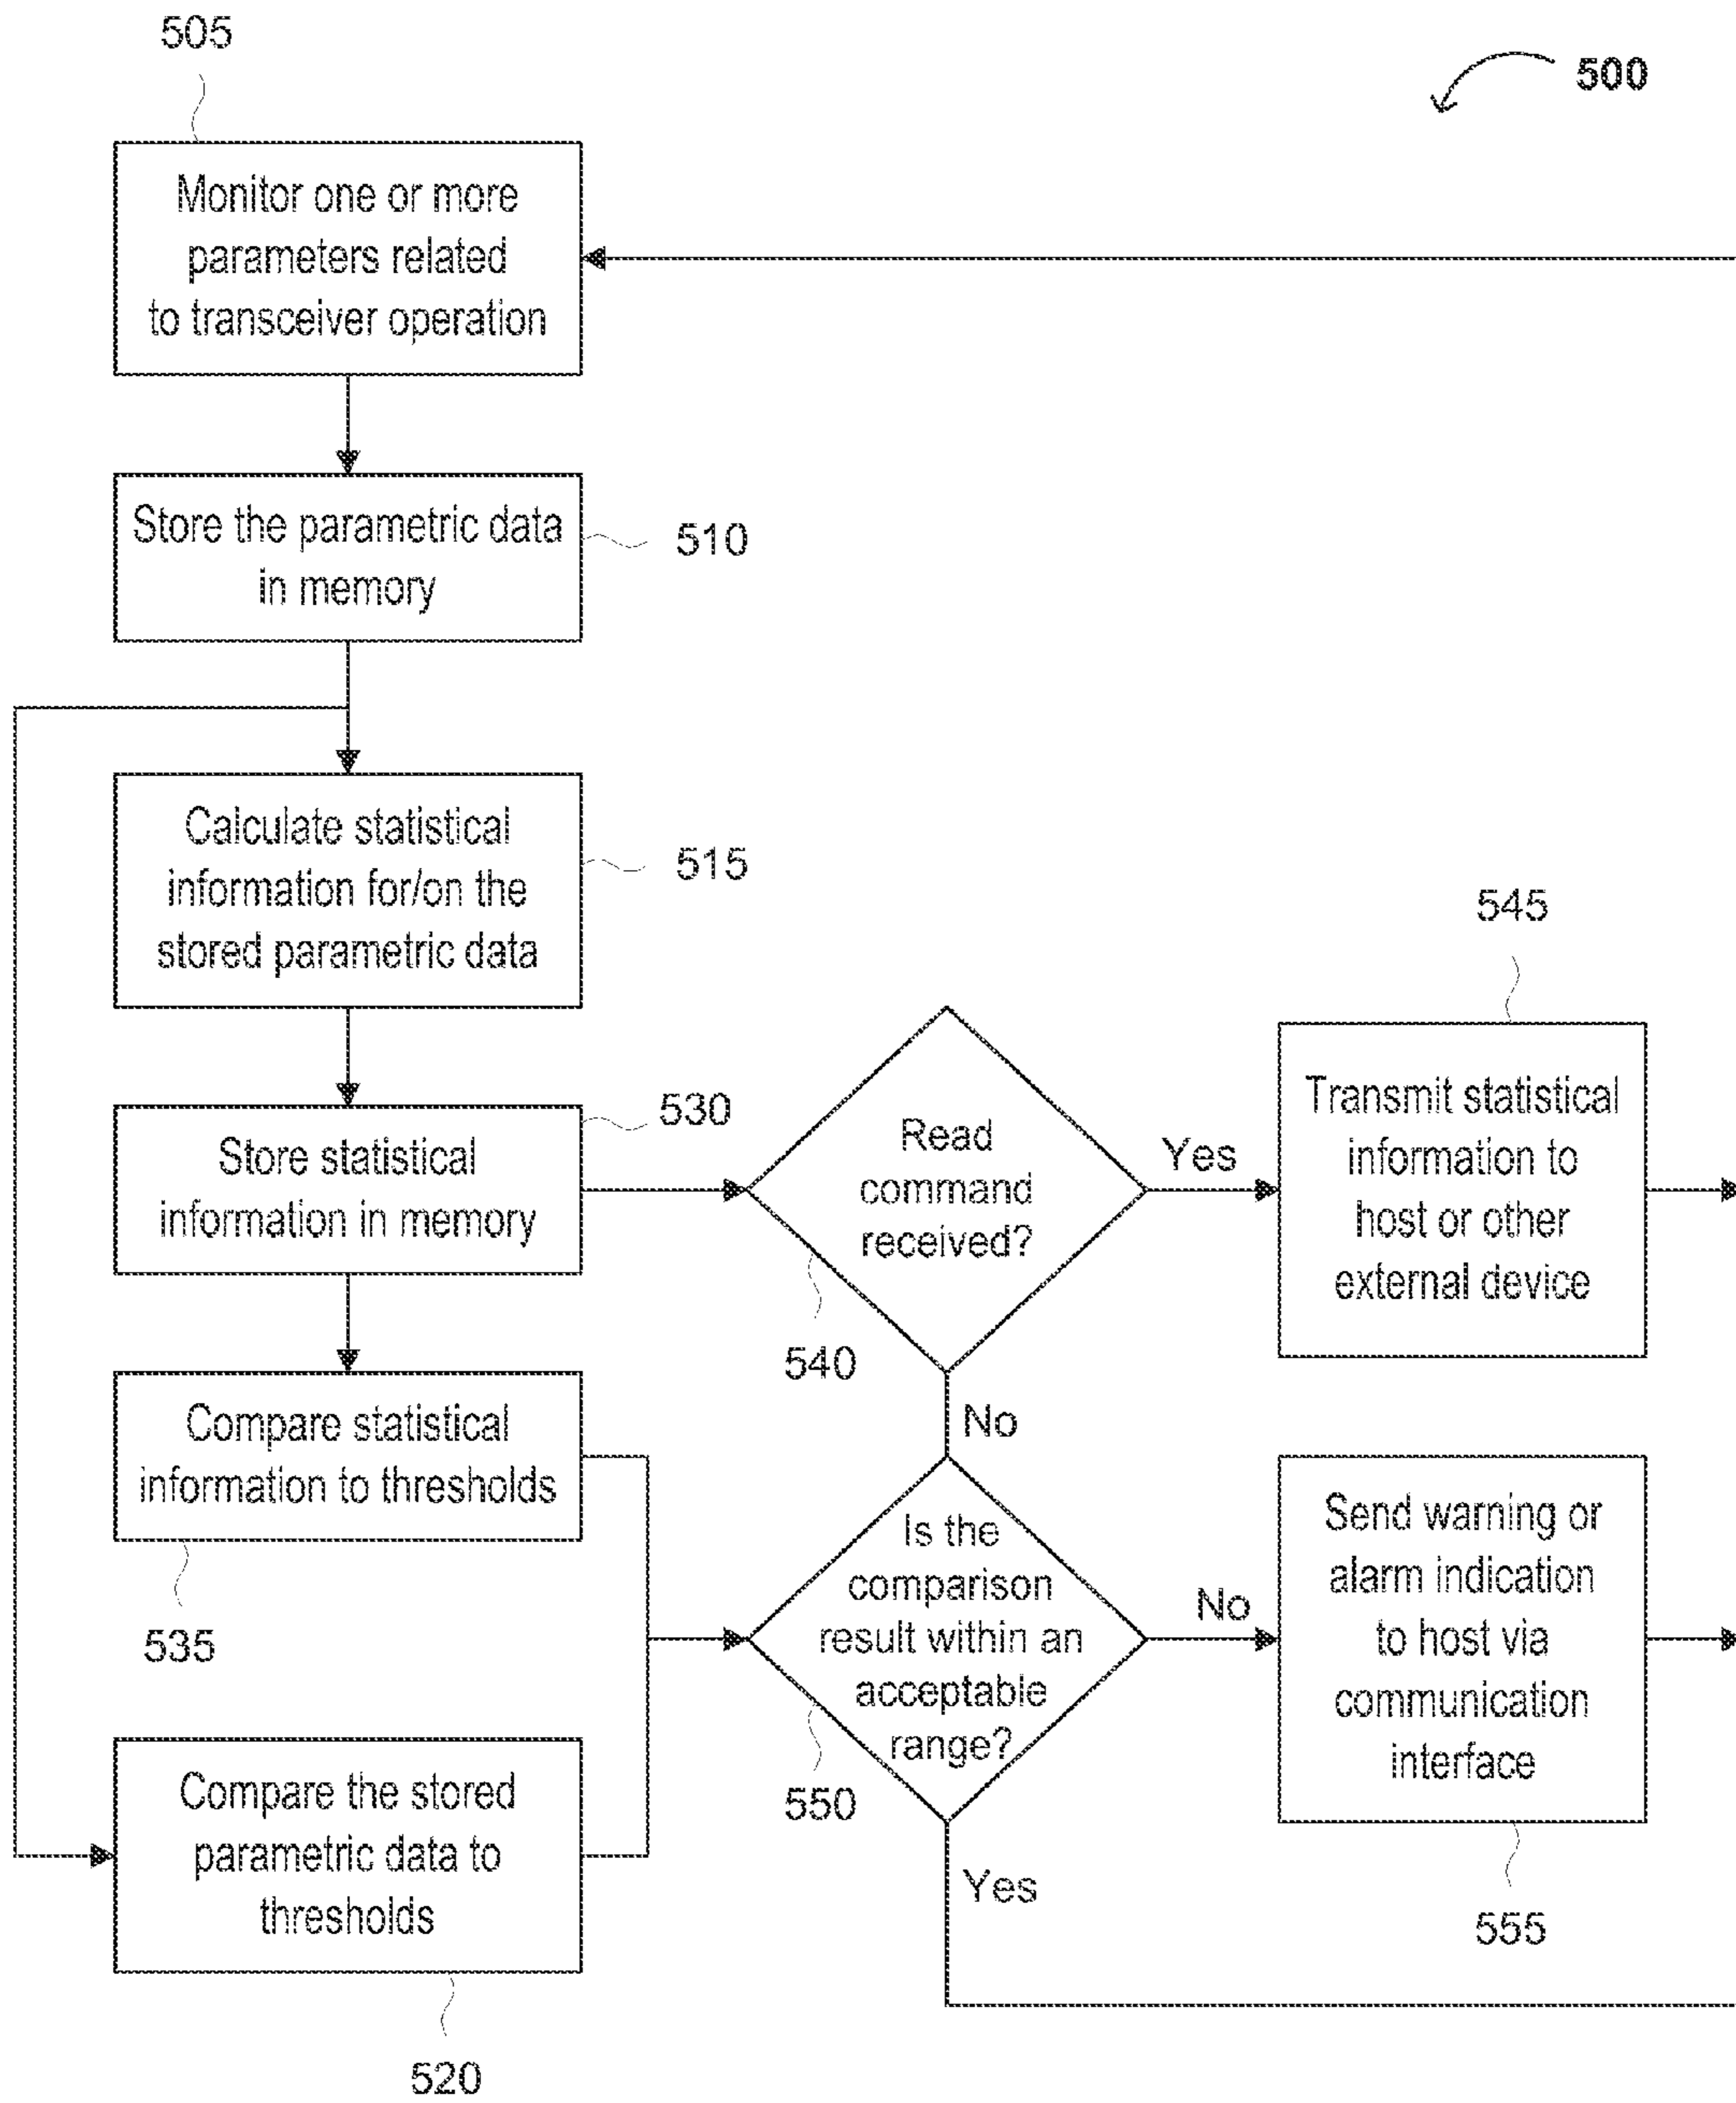 505
500
Monitor one or more
parameters related
to transceiver operation
Store the parametric data
in memory
510
Calculate statistical
information for/on the
stored parametric data
515
545
Store statistical
information in memory
530
Read
command
received?
540
Yes
Transmit statistical
information to
host or other
external device
No
Compare statistical
information to thresholds
535
Is the
comparison
result within an
acceptable
range?
550
No
Send warning or
alarm indication
to host via
communication
interface
555
Yes
Compare the stored
parametric data to
thresholds
520